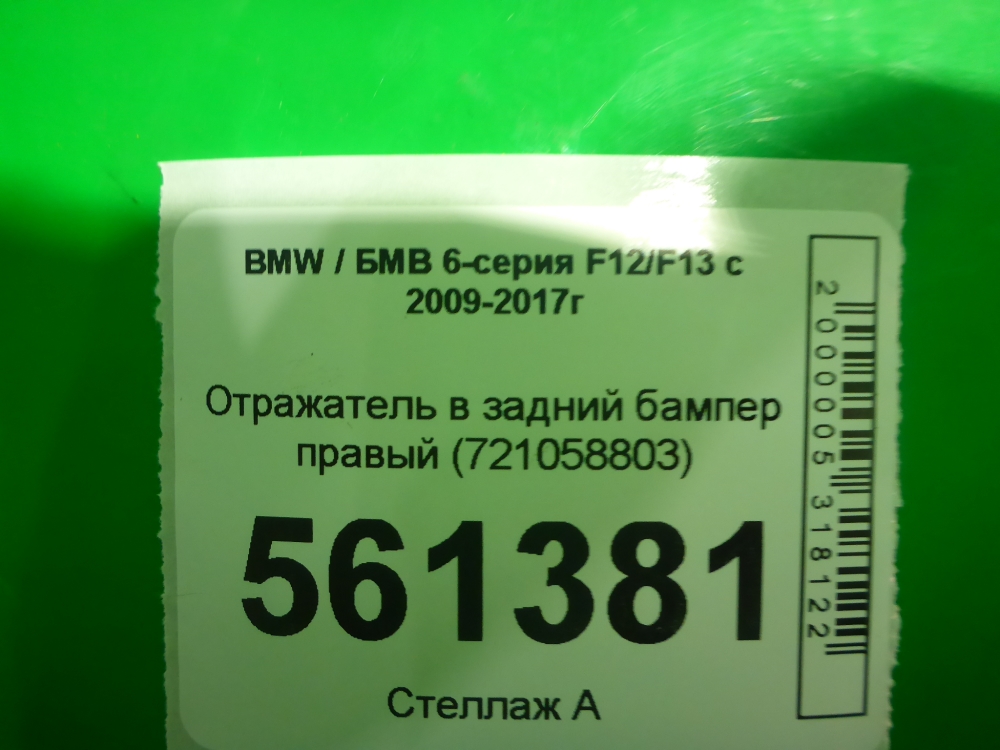 BMW / БМВ 6-серия F12/F13 с
2009-2017г
Отражатель в задний бампер
правый (721058803)
561381
Стеллаж А
2000005318122